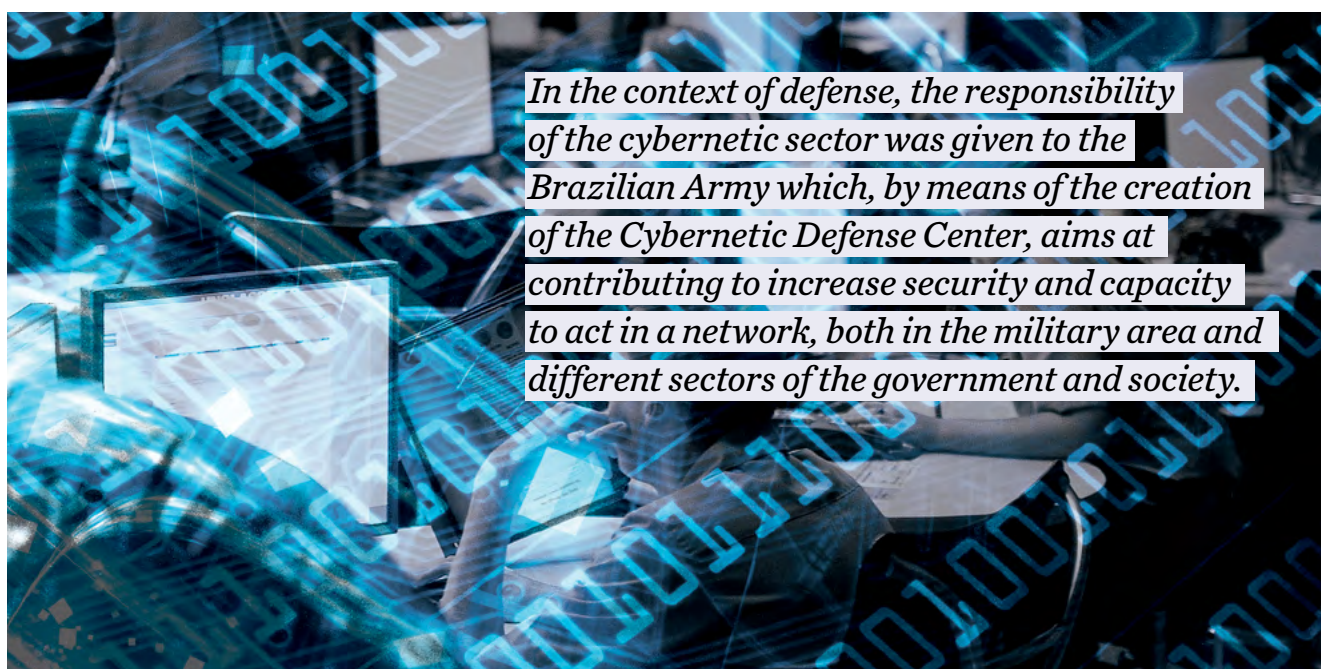 In the context of defense, the responsibility
of the cybernetic sector was given to the
Brazilian Army which, by means of the creation
of the Cybernetic Defense Center, aims at
contributing to increase security and capacity
to act in a network, both in the military area and
different sectors of the government and society.